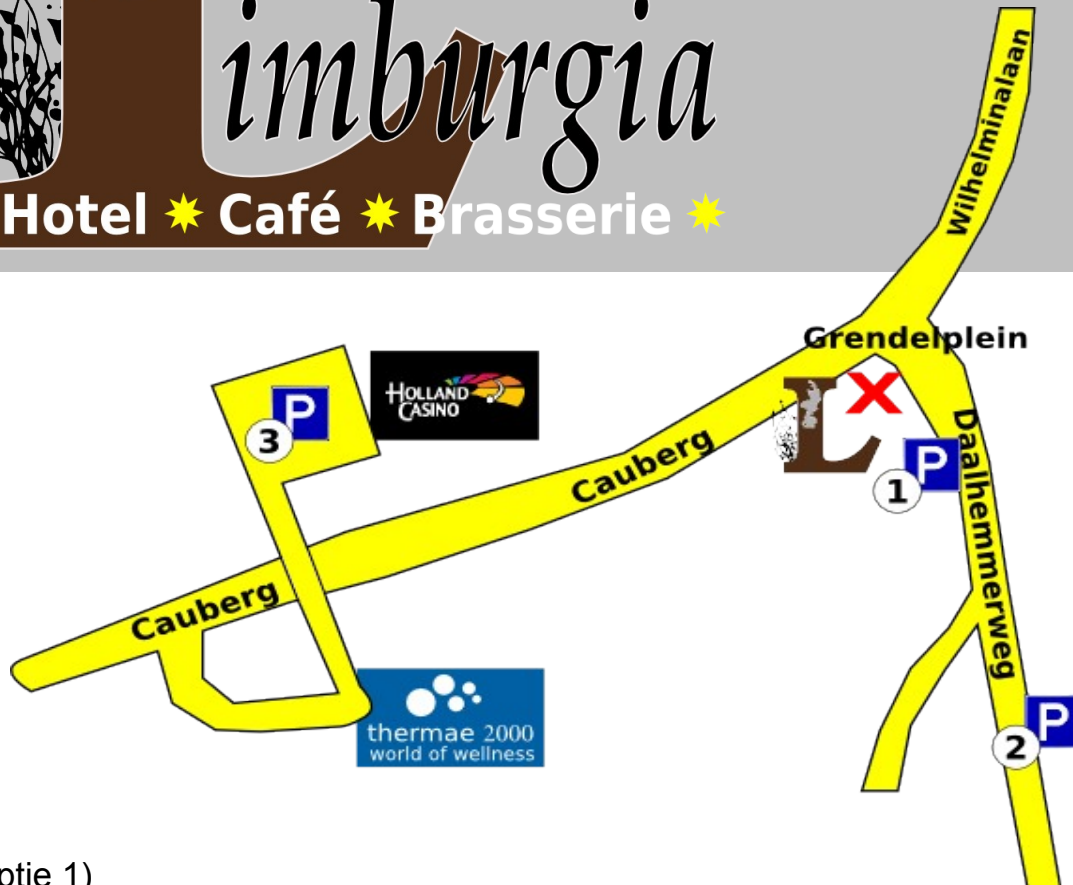 imburgia
Hotel Café Brasserie
Wilhelminalaan
Grendelplein
HOLLAND
CASINO
P
3
L
X
Cauberg
Daalhemmerweg
P
1
Cauberg
thermae 2000
world of wellness
P
2
ptie 1)